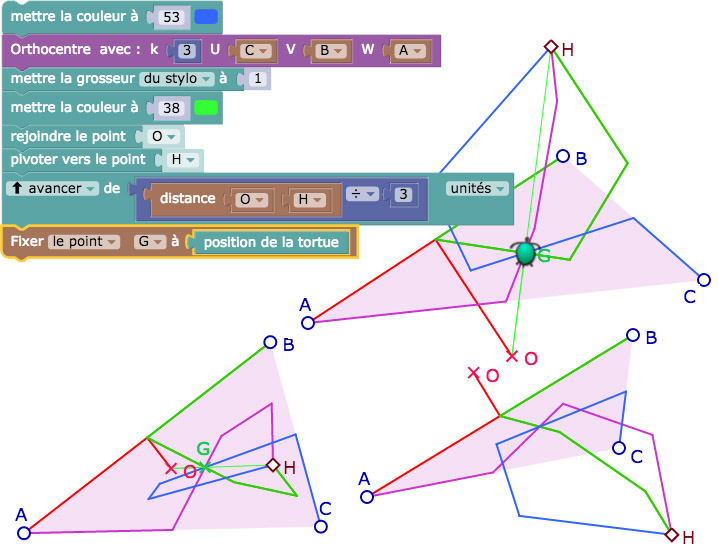 mettre la couleur à 53
Orthocentre avec : k 3 U C V B W A
mettre la grosseur du stylo à 1
mettre la couleur à 38
rejoindre le point O
pivoter vers le point H
avancer de distance O H ÷ 3 unités
Fixer le point G à position de la tortue
H
B
G
A
C
O
B
G
O
H
A
C
O
B
C
A
H